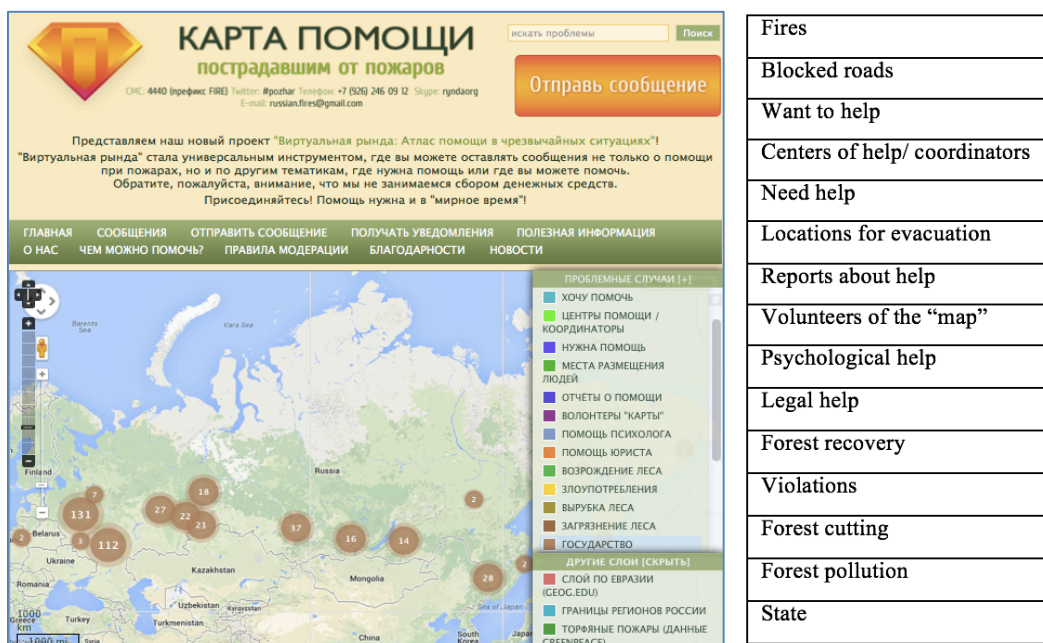 КАРТА ПОМОЩИ
пострадавшим от пожаров
СМС: 4440 (префикс FIRE) Twitter: #pozhar Телефон: +7 (926) 246 09 12 Skype: ryndaorg
E-mail: russian.fires@gmail.com
искать проблемы
Поиск
Отправь сообщение
Представляем наш новый проект "Виртуальная рында: Атлас помощи в чрезвычайных ситуациях"!
"Виртуальная рында" стала универсальным инструментом, где вы можете оставлять сообщения не только о помощи
при пожарах, но и по другим тематикам, где нужна помощь или где вы можете помочь.
Обратите, пожалуйста, внимание, что мы не занимаемся сбором денежных средств.
Присоединяйтесь! Помощь нужна и в "мирное время"!
ГЛАВНАЯ СООБЩЕНИЯ ОТПРАВИТЬ СООБЩЕНИЕ ПОЛУЧАТЬ УВЕДОМЛЕНИЯ ПОЛЕЗНАЯ ИНФОРМАЦИЯ
О НАС ЧЕМ МОЖНО ПОМОЧЬ? ПРАВИЛА МОДЕРАЦИИ БЛАГОДАРНОСТИ НОВОСТИ
Barents
Sea
Kara Sea
Finland
Russia
7
18
131
27
22
21
37
2
2
Belarus
3
112
16
14
2
28
Ukraine
Kazakhstan
Mongolia
Romania
1000
km
Greece
Turkey
Uzbekistan
Kyrgyzstan
Turkmenistan
Sea of Japan
1000 mi
Syria
China
South
Korea
Japan
ПРОБЛЕМНЫЕ СЛУЧАИ [+]
ХОЧУ ПОМОЧЬ
ЦЕНТРЫ ПОМОЩИ /
КООРДИНАТОРЫ
НУЖНА ПОМОЩЬ
МЕСТА РАЗМЕЩЕНИЯ
ЛЮДЕЙ
ОТЧЁТЫ О ПОМОЩИ
ВОЛОНТЕРЫ "КАРТЫ"
ПОМОЩЬ ПСИХОЛОГА
ПОМОЩЬ ЮРИСТА
ВОЗРОЖДЕНИЕ ЛЕСА
ЗЛОУПОТРЕБЛЕНИЯ
ВЫРУБКА ЛЕСА
ЗАГРЯЗНЕНИЕ ЛЕСА
ГОСУДАРСТВО
ДРУГИЕ СЛОИ [СКРЫТЬ]
СЛОЙ ПО ЕВРАЗИИ
(GEOG.EDU)
ГРАНИЦЫ РЕГИОНОВ РОССИИ
ТОРФЯНЫЕ ПОЖАРЫ (ДАННЫЕ
GREENPEACE)
Fires
Blocked roads
Want to help
Centers of help/ coordinators
Need help
Locations for evacuation
Reports about help
Volunteers of the “map”
Psychological help
Legal help
Forest recovery
Violations
Forest cutting
Forest pollution
State